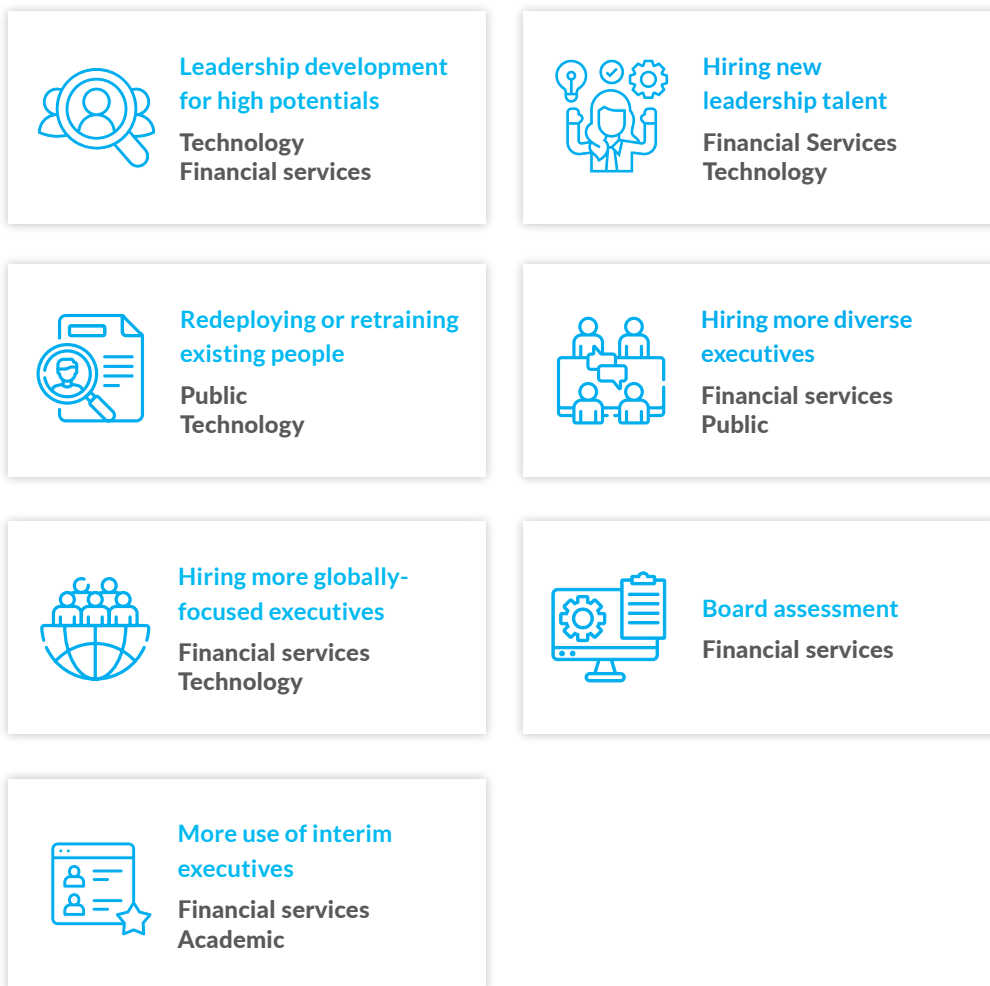 Leadership development
for high potentials
Technology
Financial services
Hiring new
leadership talent
Financial Services
Technology
Redeploying or retraining
existing people
Public
Technology
Hiring more diverse
executives
Financial services
Public
Hiring more globally-
focused executives
Financial services
Technology
Board assessment
Financial services
More use of interim
executives
Financial services
Academic